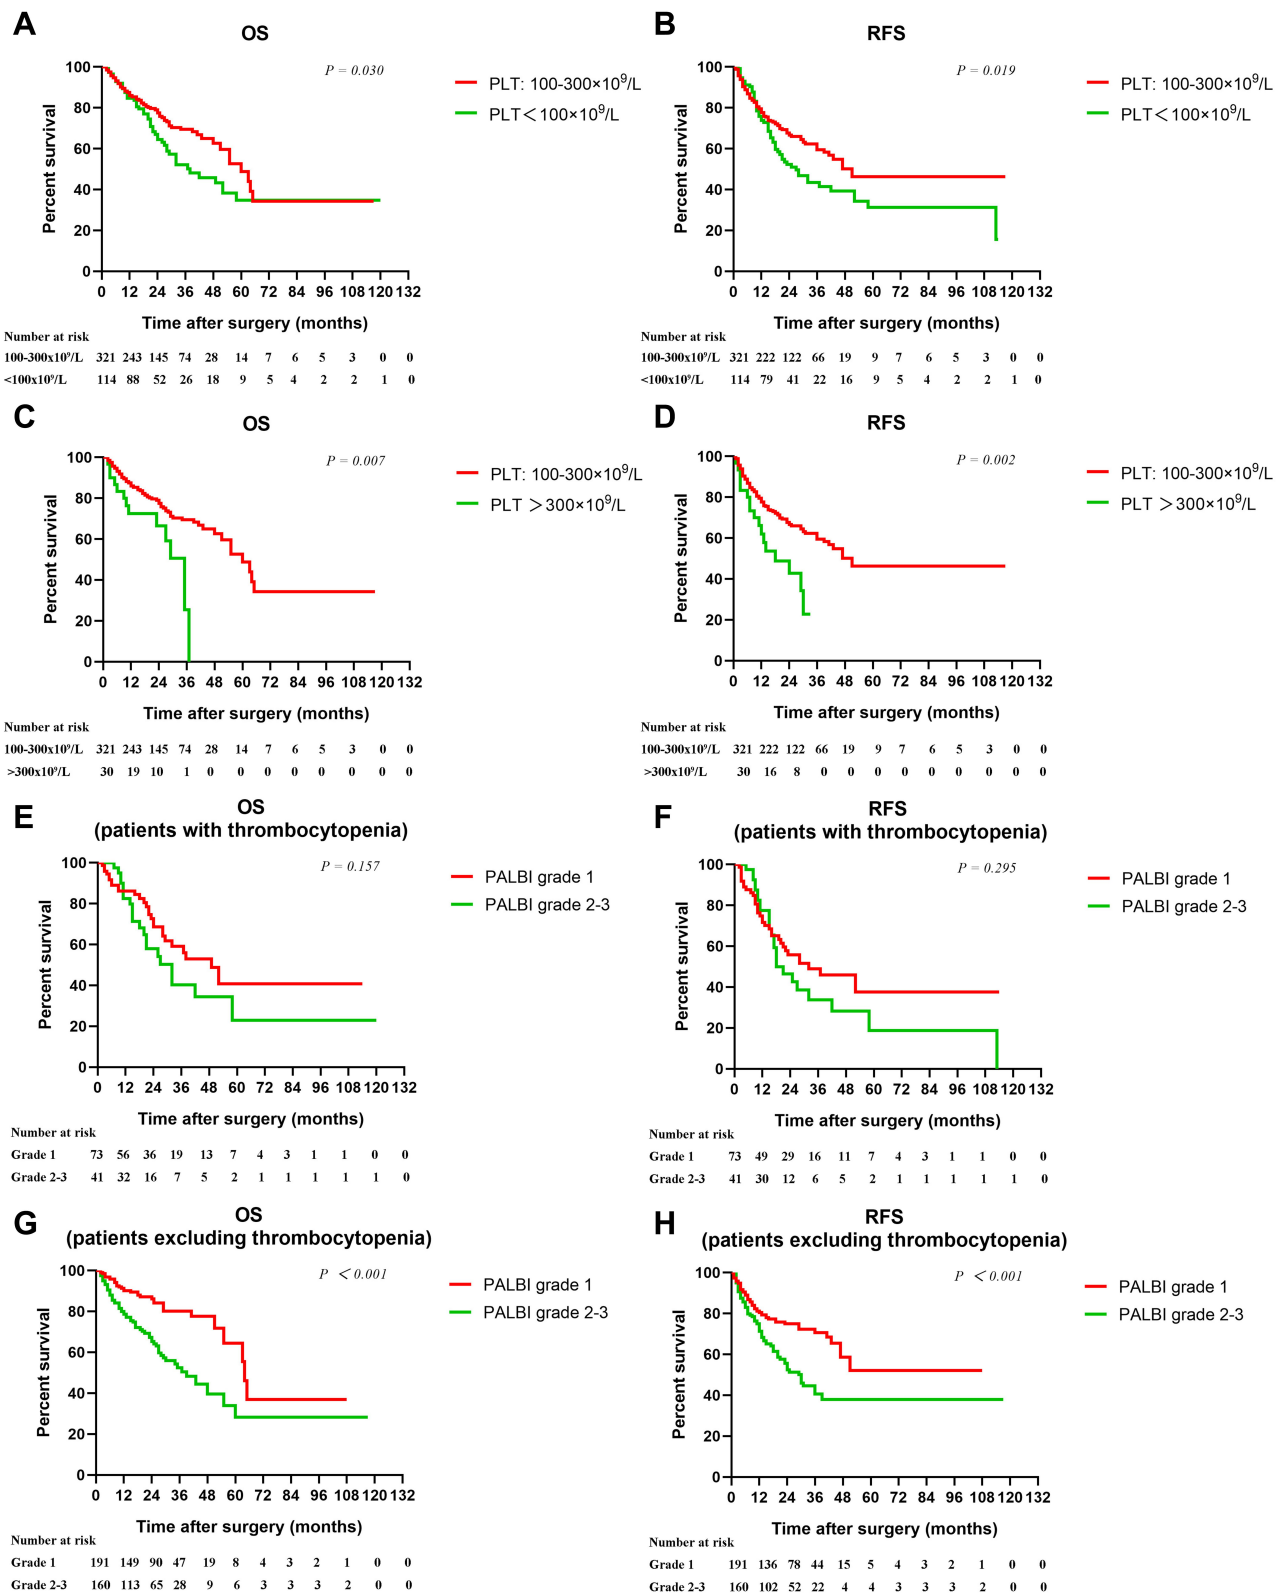 A
OS
P = 0.030
PLT: 100-300×10⁹/L
PLT<100×10⁹/L
100
80
60
40
20
0
Percent survival
0 12 24 36 48 60 72 84 96 108 120 132
Time after surgery (months)
Number at risk
100-300x10⁹/L 321 243 145 74 28 14 7 6 5 3 0 0
<100x10⁹/L 114 88 52 26 18 9 5 4 2 2 1 0
B
RFS
P = 0.019
PLT: 100-300×10⁹/L
PLT<100×10⁹/L
100
80
60
40
20
0
Percent survival
0 12 24 36 48 60 72 84 96 108 120 132
Time after surgery (months)
Number at risk
100-300x10⁹/L 321 222 122 66 19 9 7 6 5 3 0 0
<100x10⁹/L 114 79 41 22 16 9 5 4 2 2 1 0
C
OS
P = 0.007
PLT: 100-300×10⁹/L
PLT >300×10⁹/L
100
80
60
40
20
0
Percent survival
0 12 24 36 48 60 72 84 96 108 120 132
Time after surgery (months)
Number at risk
100-300x10⁹/L 321 243 145 74 28 14 7 6 5 3 0 0
>300x10⁹/L 30 19 10 1 0 0 0 0 0 0 0 0
D
RFS
P = 0.002
PLT: 100-300×10⁹/L
PLT >300×10⁹/L
100
80
60
40
20
0
Percent survival
0 12 24 36 48 60 72 84 96 108 120 132
Time after surgery (months)
Number at risk
100-300x10⁹/L 321 222 122 66 19 9 7 6 5 3 0 0
>300x10⁹/L 30 16 8 0 0 0 0 0 0 0 0 0
E
OS
(patients with thrombocytopenia)
P = 0.157
PALBI grade 1
PALBI grade 2-3
100
80
60
40
20
0
Percent survival
0 12 24 36 48 60 72 84 96 108 120 132
Time after surgery (months)
Number at risk
Grade 1 73 56 36 19 13 7 4 3 1 1 0 0
Grade 2-3 41 32 16 7 5 2 1 1 1 1 1 0
F
RFS
(patients with thrombocytopenia)
P = 0.295
PALBI grade 1
PALBI grade 2-3
100
80
60
40
20
0
Percent survival
0 12 24 36 48 60 72 84 96 108 120 132
Time after surgery (months)
Number at risk
Grade 1 73 49 29 16 11 7 4 3 1 1 0 0
Grade 2-3 41 30 12 6 5 2 1 1 1 1 1 0
G
OS
(patients excluding thrombocytopenia)
P <0.001
PALBI grade 1
PALBI grade 2-3
100
80
60
40
20
0
Percent survival
0 12 24 36 48 60 72 84 96 108 120 132
Time after surgery (months)
Number at risk
Grade 1 191 149 90 47 19 8 4 3 2 1 0 0
Grade 2-3 160 113 65 28 9 6 3 3 3 2 0 0
H
RFS
(patients excluding thrombocytopenia)
P <0.001
PALBI grade 1
PALBI grade 2-3
100
80
60
40
20
0
Percent survival
0 12 24 36 48 60 72 84 96 108 120 132
Time after surgery (months)
Number at risk
Grade 1 191 136 78 44 15 5 4 3 2 1 0 0
Grade 2-3 160 102 52 22 4 4 3 3 3 2 0 0